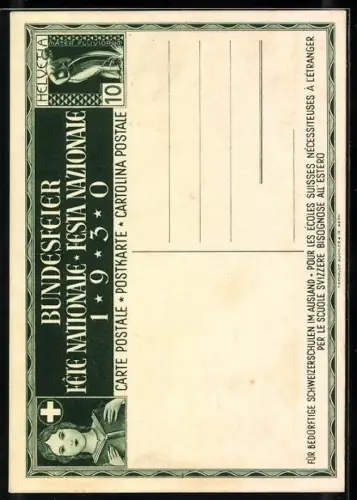 HELVETIA
MATER FLUVIORUM
10
BUNDESFEIER
FÊTE NATIONALE • FESTA NAZIONALE
1 ★ 9 ★ 3 ★ 0
CARTE POSTALE ★ POSTKARTE ★ CARTOLINA POSTALE
FÜR BEDÜRFTIGE SCHWEIZERSCHULEN IM AUSLAND • POUR LES ÉCOLES SUISSES NÉCESSITEUSES À L'ÉTRANGER
PER LE SCUOLE SVIZZERE BISOGNOSE ALL'ESTERO